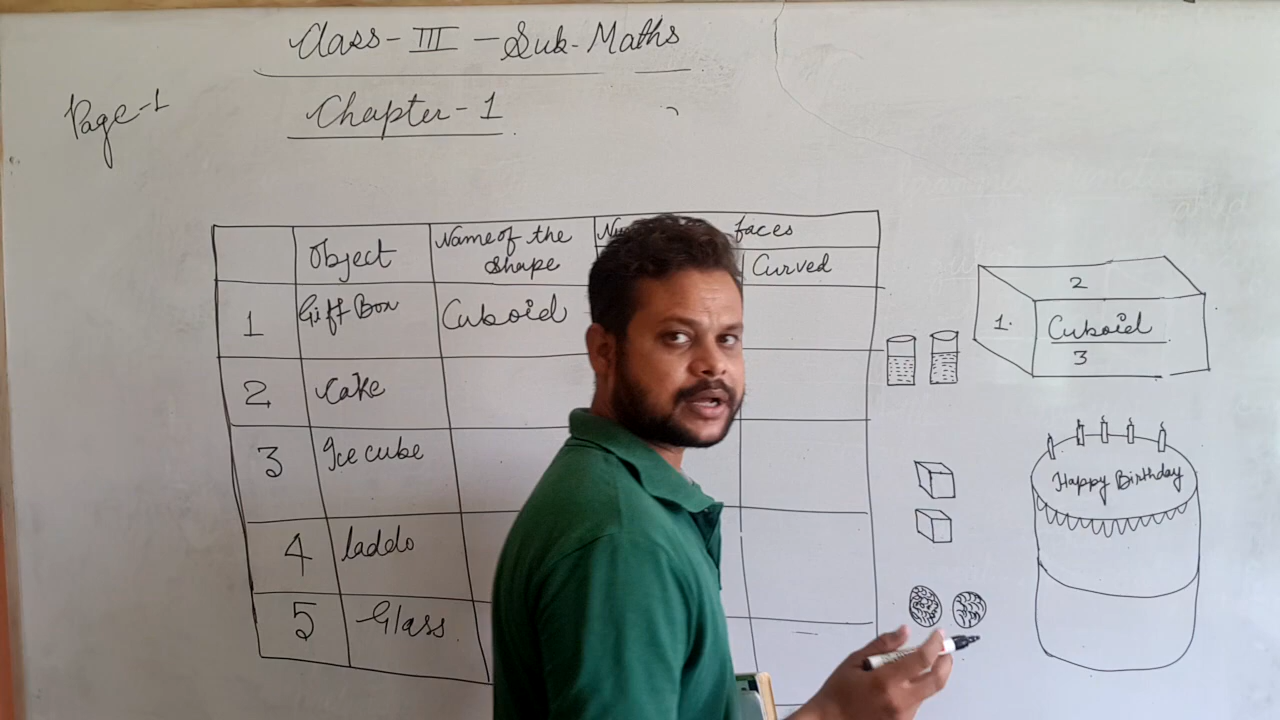 Class-III-Sub-Maths
Page-1
Chapter-1
Object
Name of the
shape
faces
Curved
1
Gift Box
Cuboid
2
Cake
3
Ice cube
4
laddo
5
Glass
2
1.
Cuboid
3
Happy Birthday